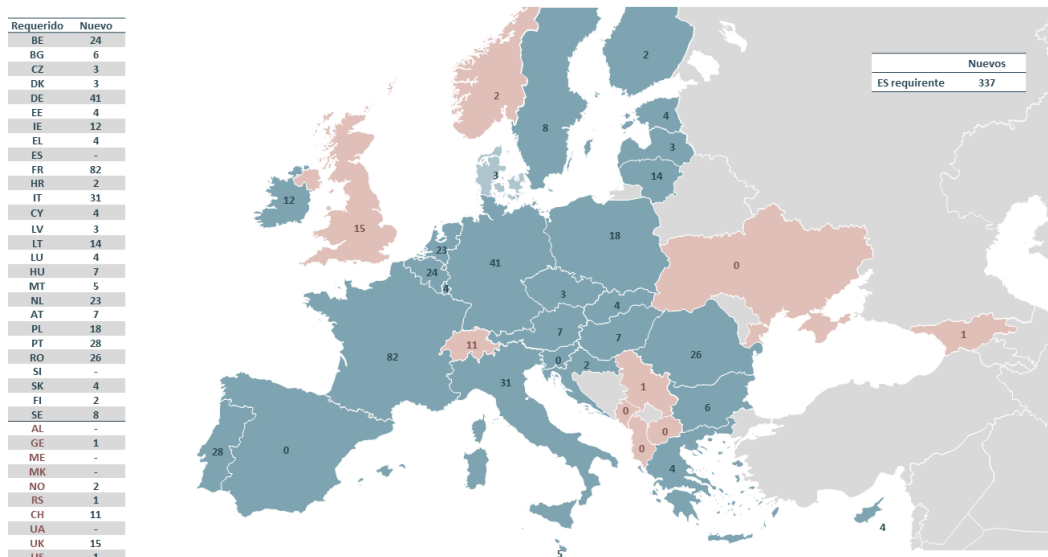 Requerido Nuevo
BE 24
BG 6
CZ 3
DK 3
DE 41
EE 4
IE 12
EL 4
ES -
FR 82
HR 2
IT 31
CY 4
LV 3
LT 14
LU 4
HU 7
MT 5
NL 23
AT 7
PL 18
PT 28
RO 26
SI -
SK 4
FI 2
SE 8
AL -
GE 1
ME -
MK -
NO 2
RS 1
CH 11
UA -
UK 15
US 1
Nuevos
ES requirente 337
2
2
4
8
3
3
14
12
15
23
18
41
24
0
4
3
4
7
7
11
1
82
0
2
26
31
1
0
6
0
0
28
0
4
4
5